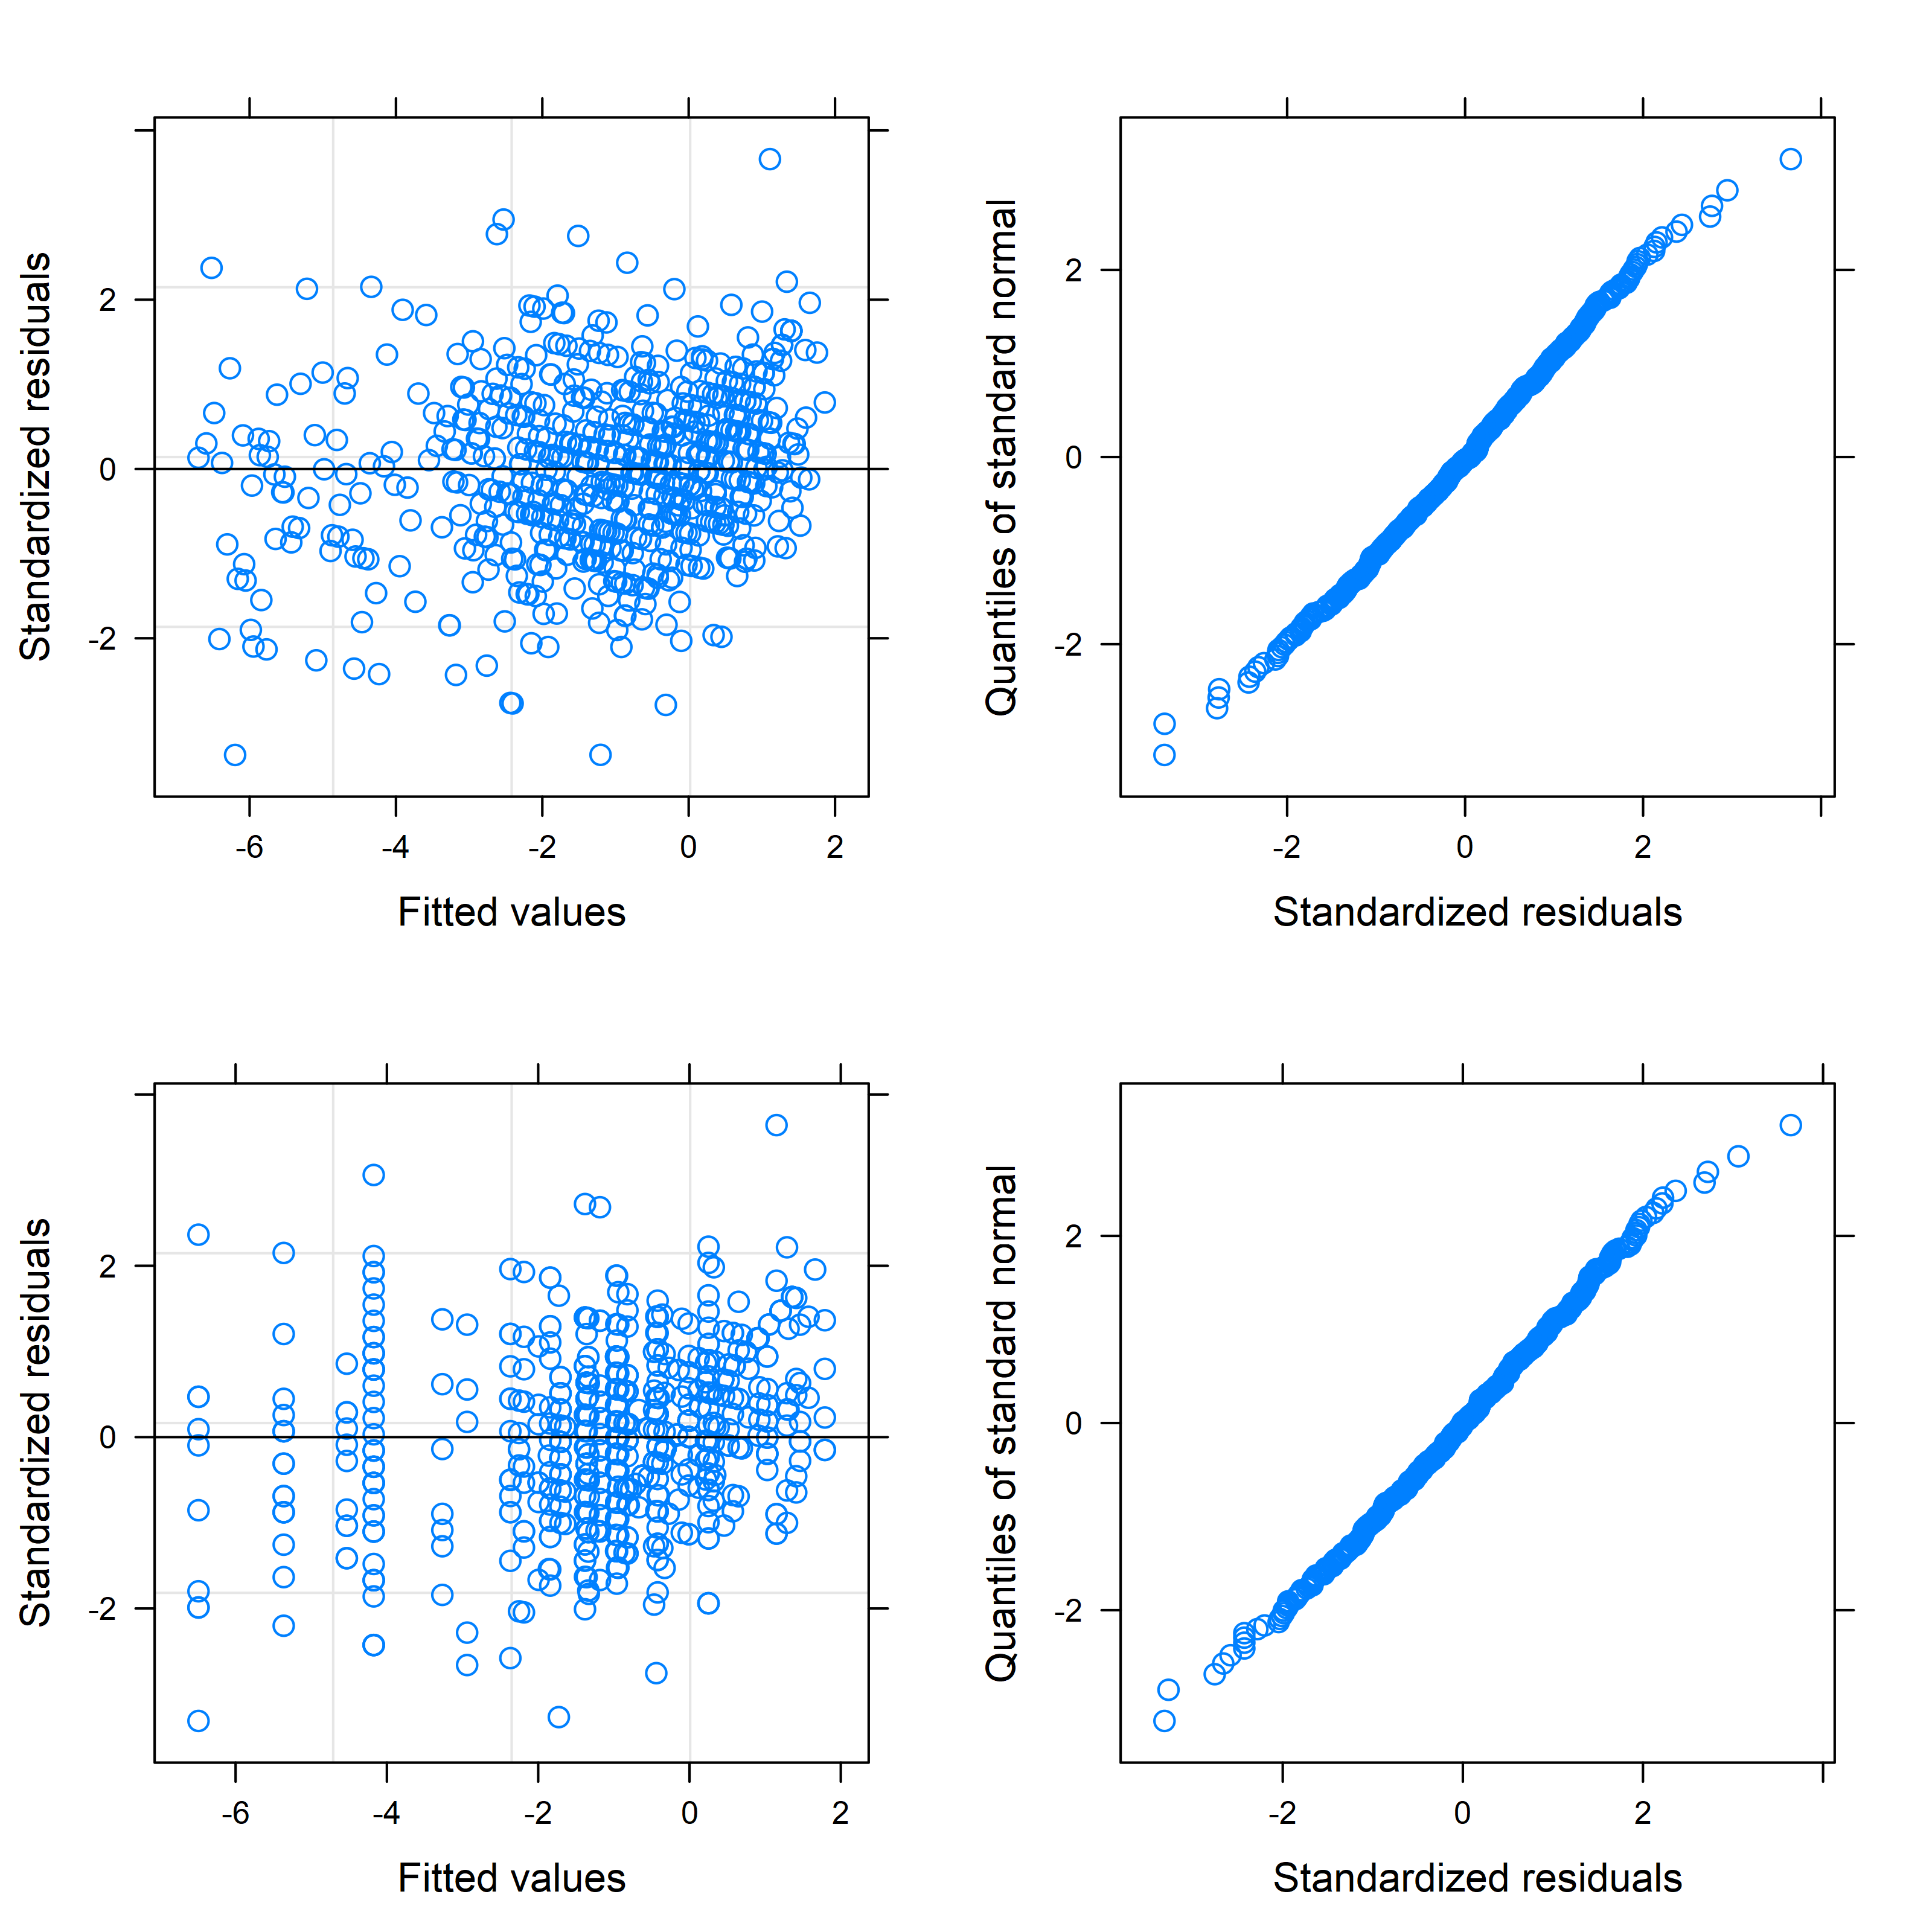 Standardized residuals
2
0
-2
-6 -4 -2 0 2
Fitted values
Quantiles of standard normal
2
0
-2
-2 0 2
Standardized residuals
Standardized residuals
2
0
-2
-6 -4 -2 0 2
Fitted values
Quantiles of standard normal
2
0
-2
-2 0 2
Standardized residuals